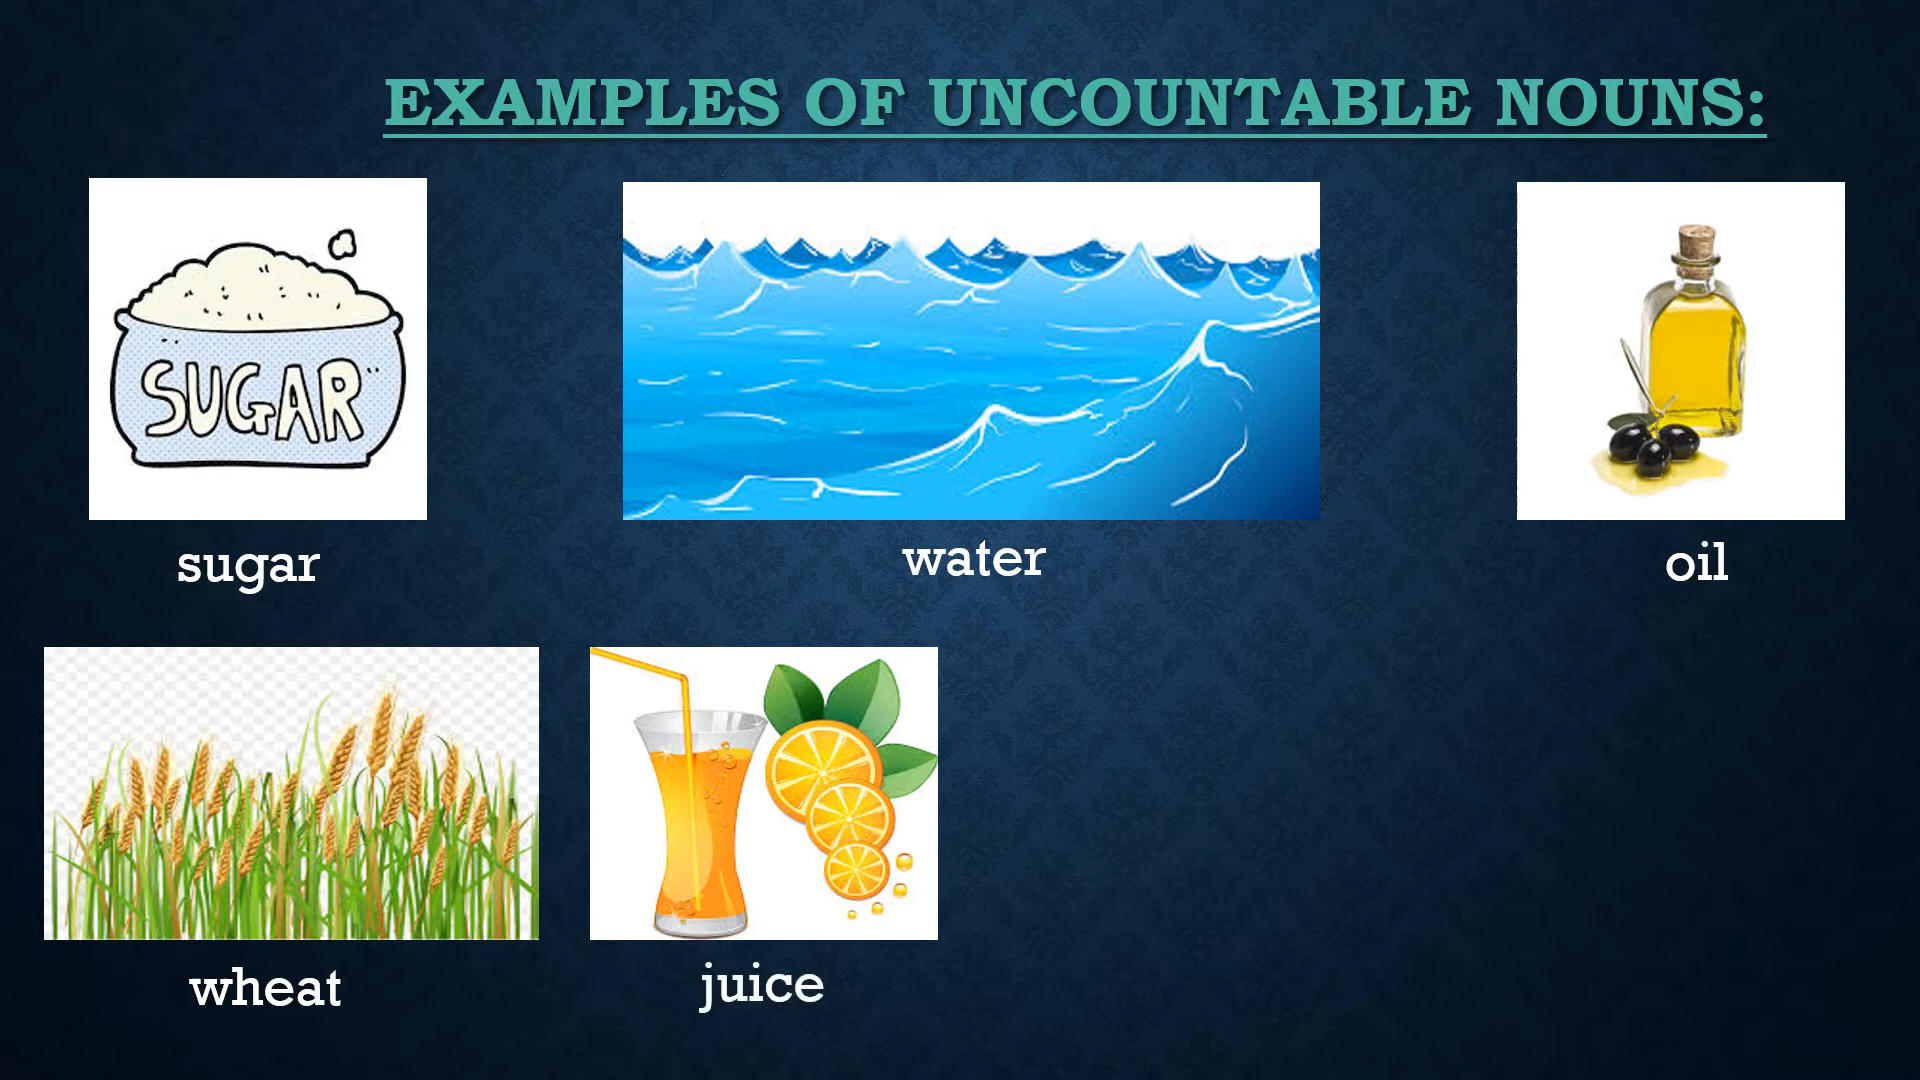 EXAMPLES OF UNCOUNTABLE NOUNS:
SUGAR
sugar
water
oil
wheat
juice